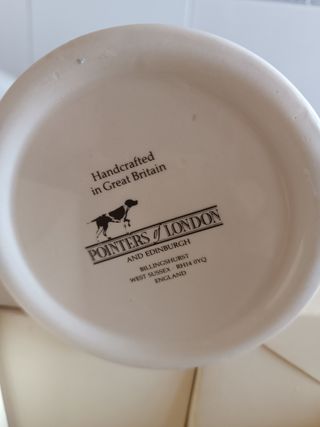 Handcrafted
in Great Britain
POINTERS of LONDON
AND EDINBURGH
BILLINGSHURST
WEST SUSSEX RH14 0YQ
ENGLAND